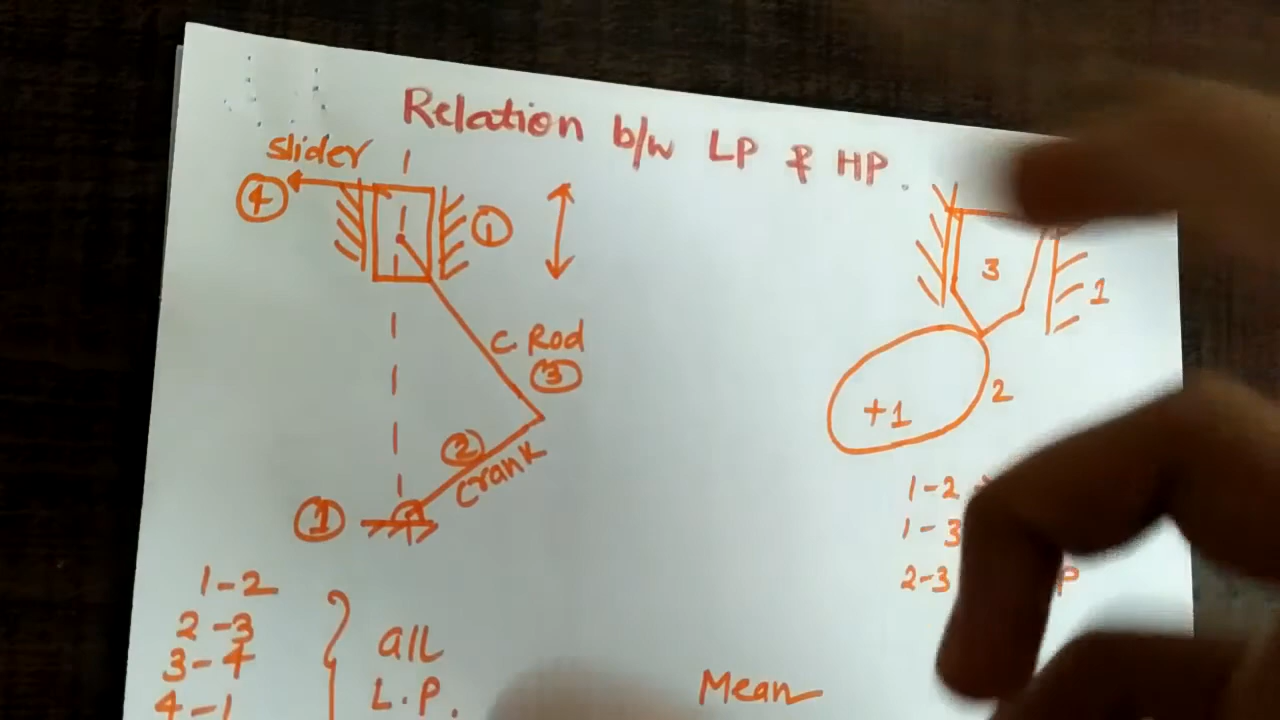 Relation b/w LP & HP.
slider
4
1
C. Rod
3
2
Crank
1
1-2
2-3
3-4
4-1
all
L.P.
3
1
2
+1
1-2
1-3
2-3 P
Mean